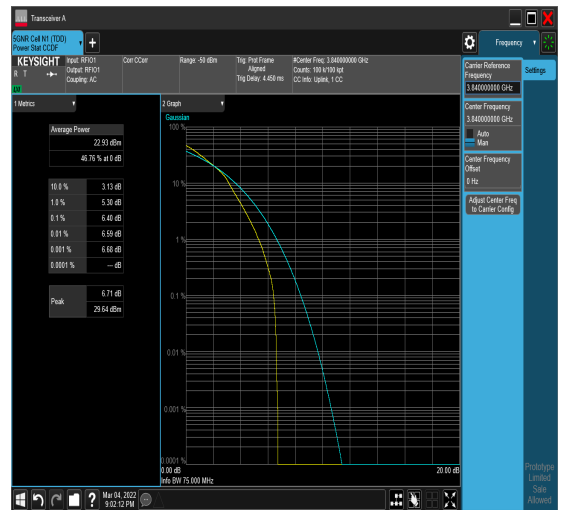 Transceiver A
5GNR Cell N1 (TDD)
Power Stat CCDF
Frequency
KEYSIGHT
R T
LXI
Input: RFIO1
Output: RFIO1
Coupling: AC
Corr CCorr
Range: -50 dBm
Trig: Prot Frame
Aligned
Trig Delay: 4.450 ms
#Center Freq: 3.840000000 GHz
Counts: 100 k/100 kpt
CC Info: Uplink, 1 CC
1 Metrics
Average Power
22.93 dBm
46.76 % at 0 dB
10.0 % 3.13 dB
1.0 % 5.30 dB
0.1 % 6.40 dB
0.01 % 6.59 dB
0.001 % 6.68 dB
0.0001 % --- dB
Peak
6.71 dB
29.64 dBm
2 Graph
Gaussian
100 %
10 %
1 %
0.1 %
0.01 %
0.001 %
0.0001 %
0.00 dB
20.00 dB
Info BW 75.000 MHz
Carrier Reference
Frequency
3.840000000 GHz
Center Frequency
3.840000000 GHz
Auto
Man
Center Frequency
Offset
0 Hz
Adjust Center Freq
to Carrier Config
Settings
Prototype
Limited
Sale
Allowed
?
Mar 04, 2022
9:02:12 PM